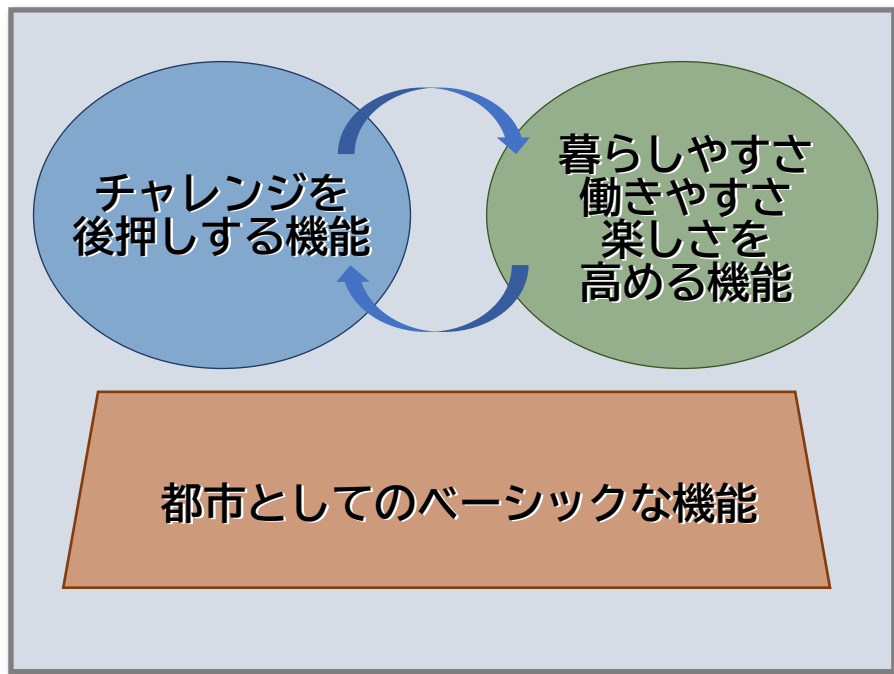 チャレンジを
後押しする機能
暮らしやすさ
働きやすさ
楽しさを
高める機能
都市としてのベーシックな機能